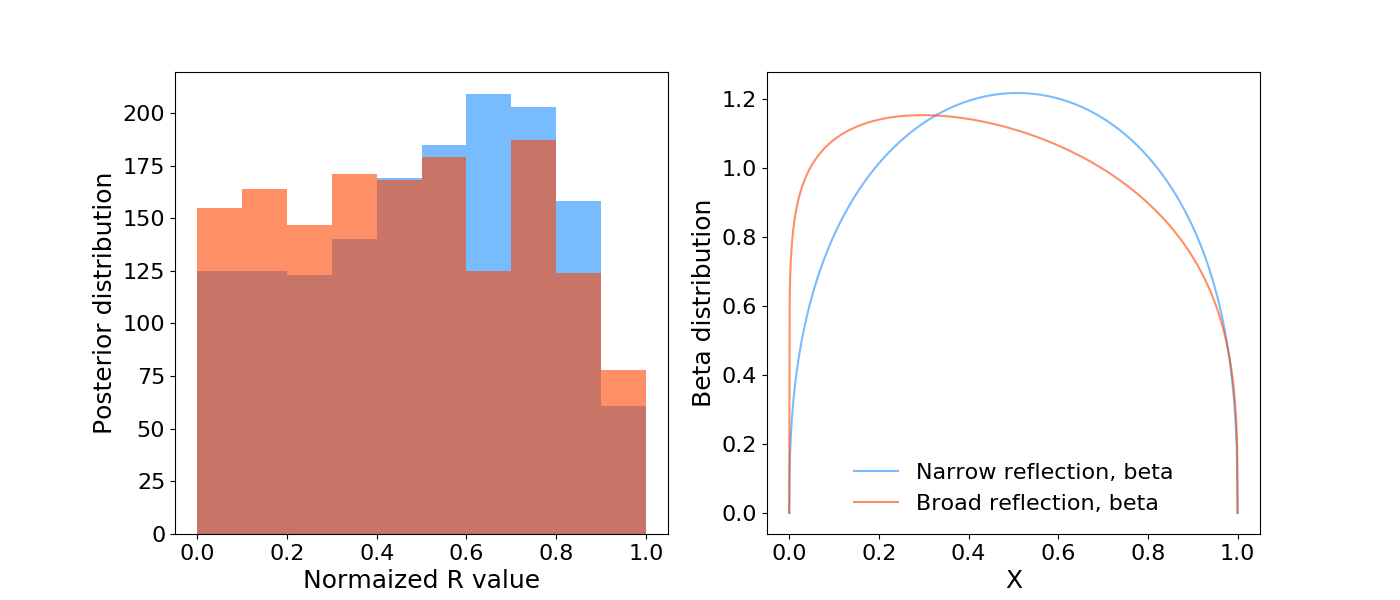 Posterior distribution
200
175
150
125
100
75
50
25
0
0.0 0.2 0.4 0.6 0.8 1.0
Normaized R value
Beta distribution
1.2
1.0
0.8
0.6
0.4
0.2
0.0
Narrow reflection, beta
Broad reflection, beta
0.0 0.2 0.4 0.6 0.8 1.0
X